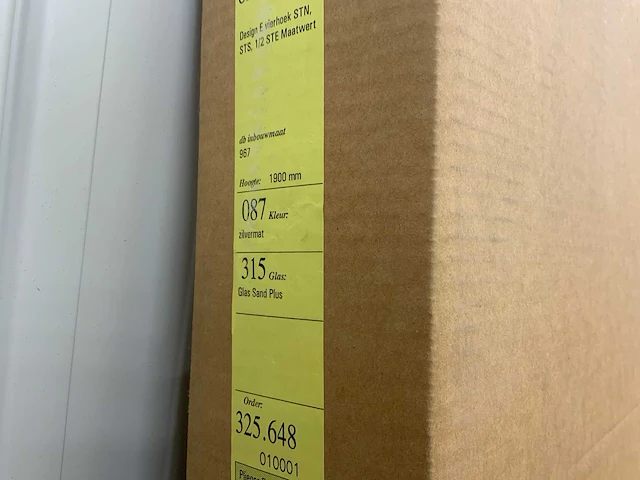 Design E vierhoek STN,
STS, 1/2 STE Maatwert
db inbouwmaat
967
Hoogte: 1900 mm
087 Kleur:
zilvermat
315 Glas:
Glas Sand Plus
Order:
325.648
010001